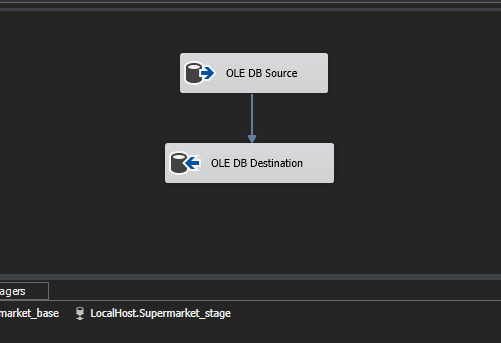 OLE DB Source
OLE DB Destination
agers
market_base LocalHost.Supermarket_stage